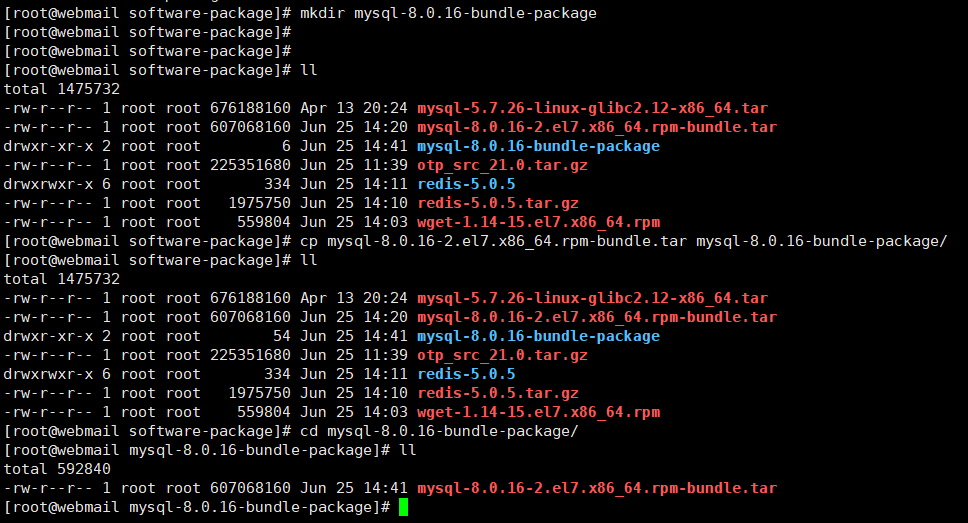 [root@webmail software-package]# mkdir mysql-8.0.16-bundle-package
[root@webmail software-package]#
[root@webmail software-package]#
[root@webmail software-package]# ll
total 1475732
-rw-r--r-- 1 root root 676188160 Apr 13 20:24 mysql-5.7.26-linux-glibc2.12-x86_64.tar
-rw-r--r-- 1 root root 607068160 Jun 25 14:20 mysql-8.0.16-2.el7.x86_64.rpm-bundle.tar
drwxr-xr-x 2 root root         6 Jun 25 14:41 mysql-8.0.16-bundle-package
-rw-r--r-- 1 root root 225351680 Jun 25 11:39 otp_src_21.0.tar.gz
drwxrwxr-x 6 root root       334 Jun 25 14:11 redis-5.0.5
-rw-r--r-- 1 root root   1975750 Jun 25 14:10 redis-5.0.5.tar.gz
-rw-r--r-- 1 root root    559804 Jun 25 14:03 wget-1.14-15.el7.x86_64.rpm
[root@webmail software-package]# cp mysql-8.0.16-2.el7.x86_64.rpm-bundle.tar mysql-8.0.16-bundle-package/
[root@webmail software-package]# ll
total 1475732
-rw-r--r-- 1 root root 676188160 Apr 13 20:24 mysql-5.7.26-linux-glibc2.12-x86_64.tar
-rw-r--r-- 1 root root 607068160 Jun 25 14:20 mysql-8.0.16-2.el7.x86_64.rpm-bundle.tar
drwxr-xr-x 2 root root        54 Jun 25 14:41 mysql-8.0.16-bundle-package
-rw-r--r-- 1 root root 225351680 Jun 25 11:39 otp_src_21.0.tar.gz
drwxrwxr-x 6 root root       334 Jun 25 14:11 redis-5.0.5
-rw-r--r-- 1 root root   1975750 Jun 25 14:10 redis-5.0.5.tar.gz
-rw-r--r-- 1 root root    559804 Jun 25 14:03 wget-1.14-15.el7.x86_64.rpm
[root@webmail software-package]# cd mysql-8.0.16-bundle-package/
[root@webmail mysql-8.0.16-bundle-package]# ll
total 592840
-rw-r--r-- 1 root root 607068160 Jun 25 14:41 mysql-8.0.16-2.el7.x86_64.rpm-bundle.tar
[root@webmail mysql-8.0.16-bundle-package]#